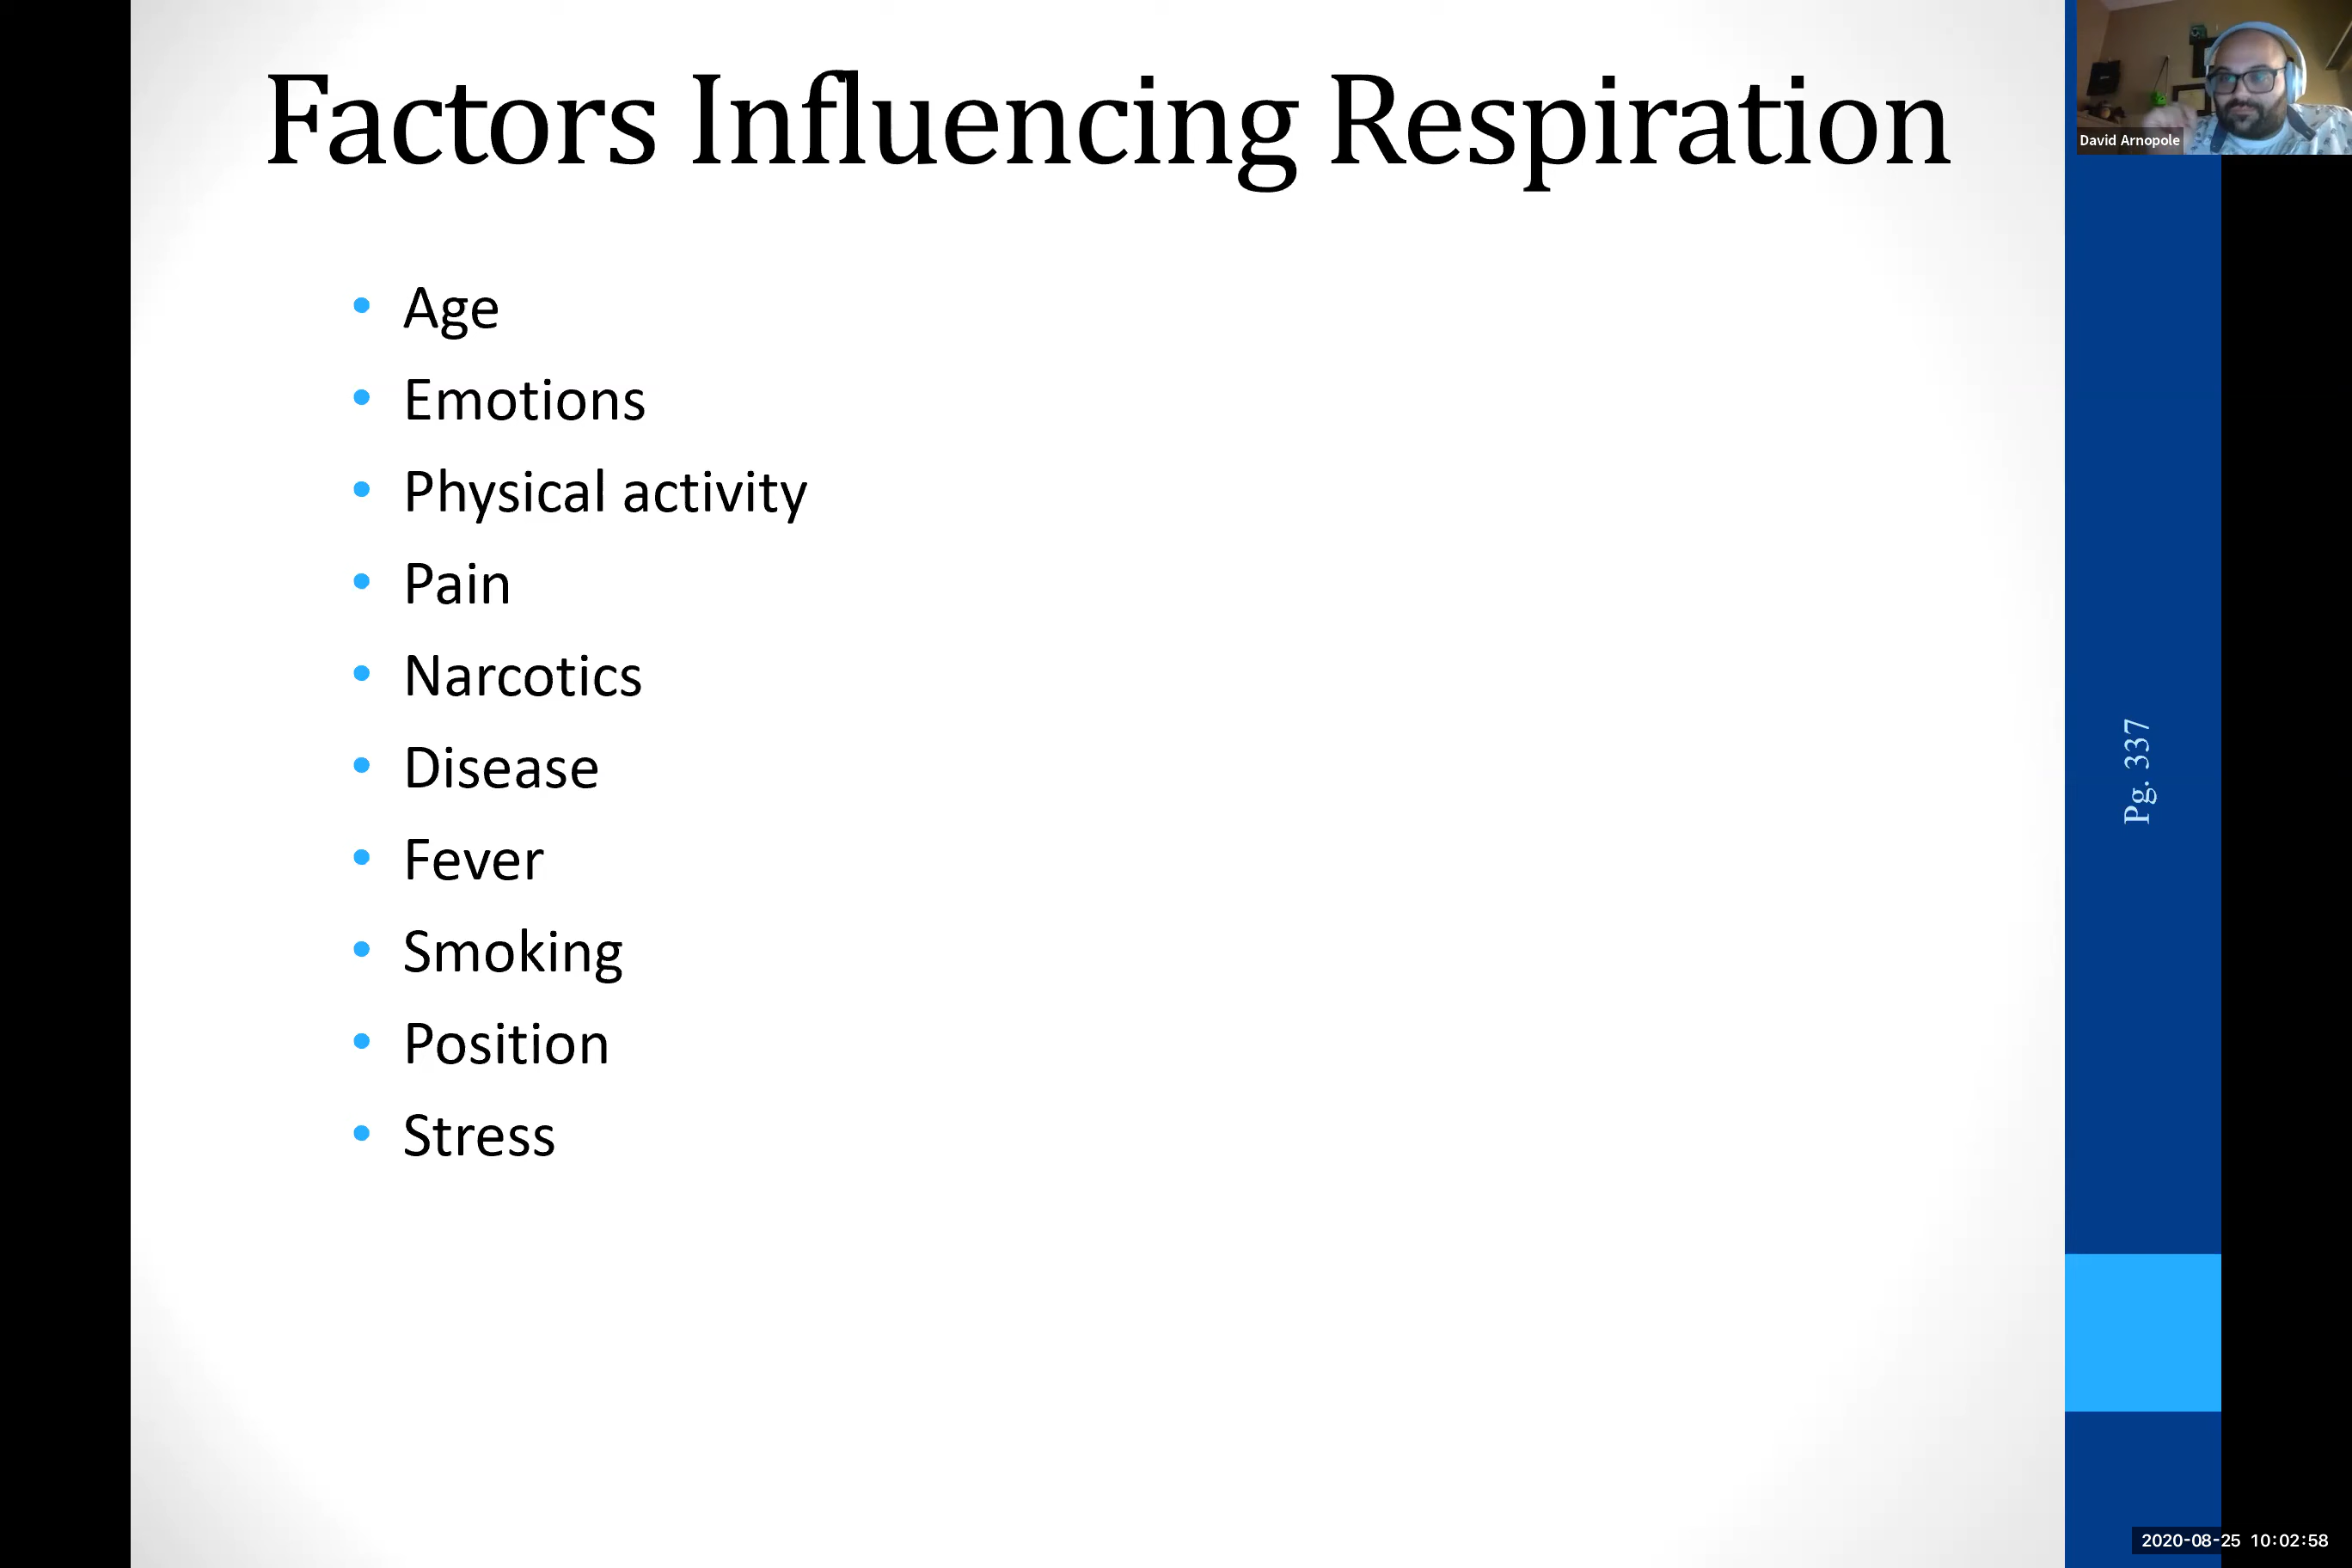 Factors Influencing Respiration
David Arnopole
• Age
• Emotions
• Physical activity
• Pain
• Narcotics
• Disease
• Fever
• Smoking
• Position
• Stress
Pg. 337
2020-08-25 10:02:58